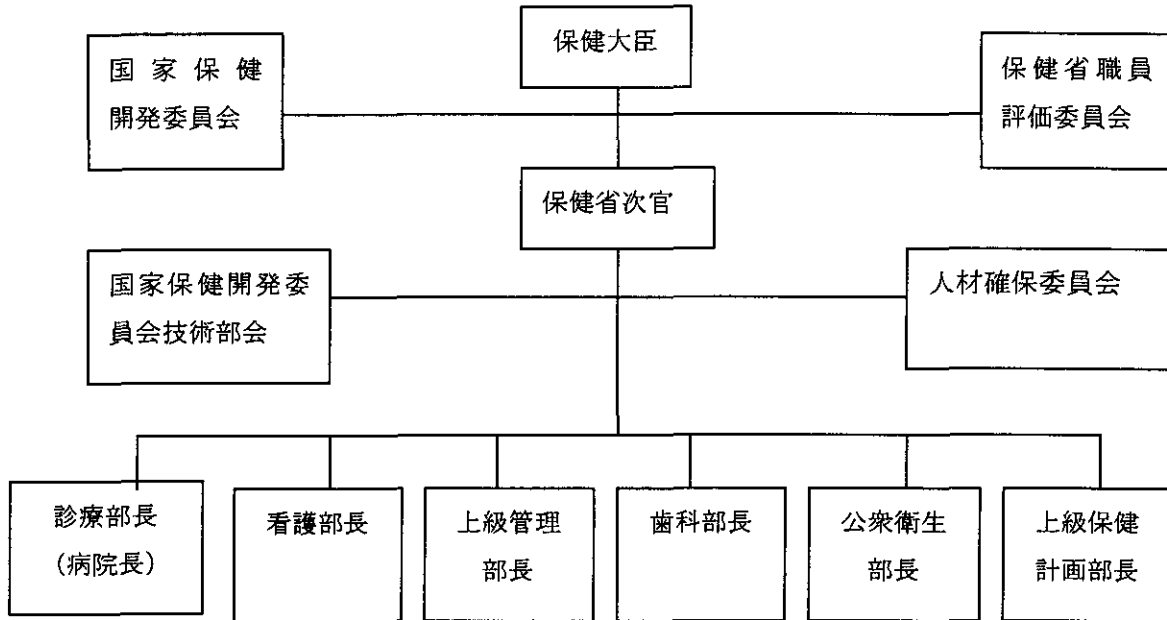 保健大臣
国家保健
開発委員会
保健省職員
評価委員会
保健省次官
国家保健開発委
員会技術部会
人材確保委員会
診療部長
（病院長）
看護部長
上級管理
部長
歯科部長
公衆衛生
部長
上級保健
計画部長